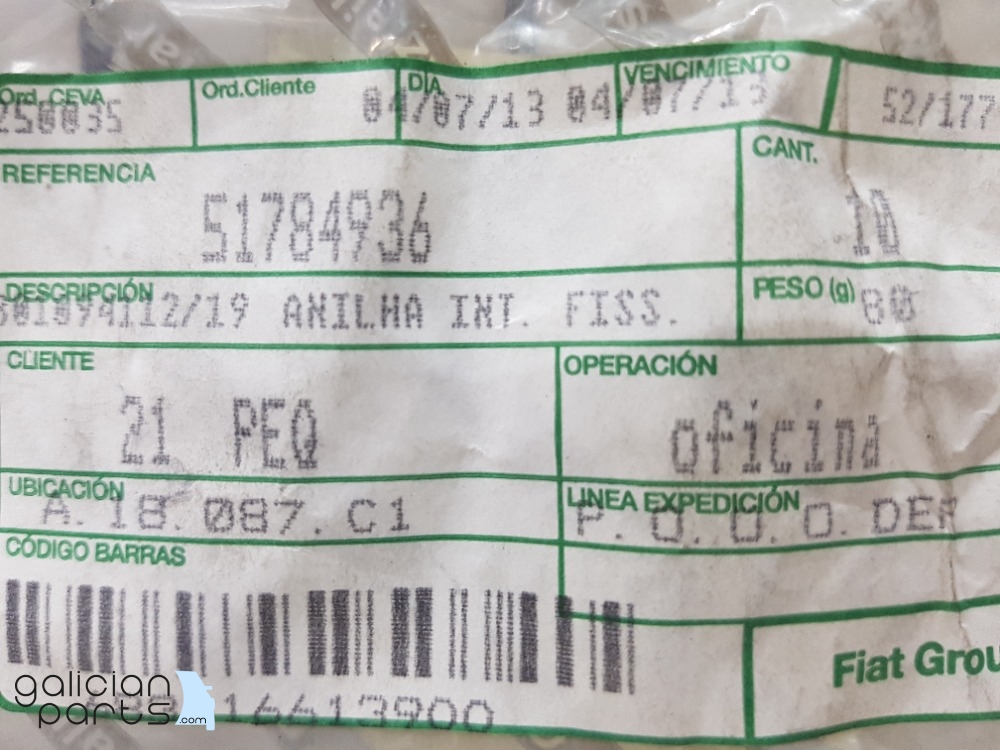 Ord. CEVA Ord.Cliente DÍA VENCIMIENTO
250035 04/07/13 04/07/13 52/177
REFERENCIA CANT.
51784936 10
DESCRIPCIÓN PESO (g)
801094112/19 ANILHA INT. FISS. 80
CLIENTE OPERACIÓN
21 PEQ oficina
UBICACIÓN LINEA EXPEDICIÓN
A. 18. 087. C1 P. 0. 0. 0. DER
CÓDIGO BARRAS
Fiat Grou
galician
parts.com
16613900